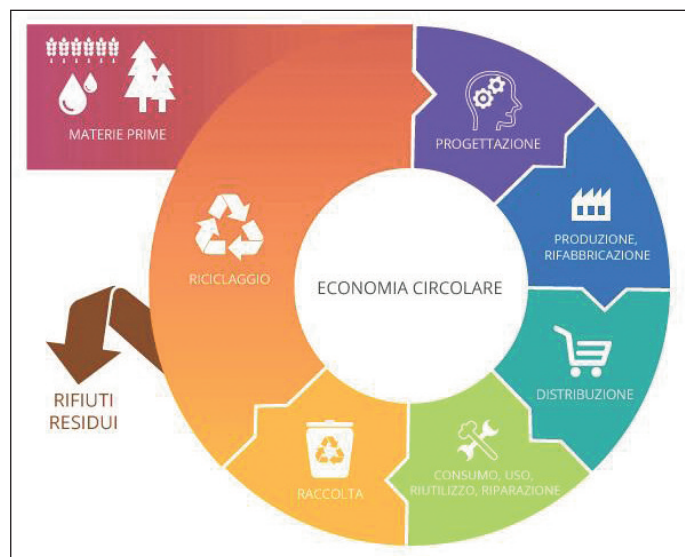 MATERIE PRIME
PROGETTAZIONE
PRODUZIONE,
RIFABBRICAZIONE
DISTRIBUZIONE
CONSUMO, USO,
RIUTILIZZO, RIPARAZIONE
RACCOLTA
RICICLAGGIO
ECONOMIA CIRCOLARE
RIFIUTI
RESIDUI